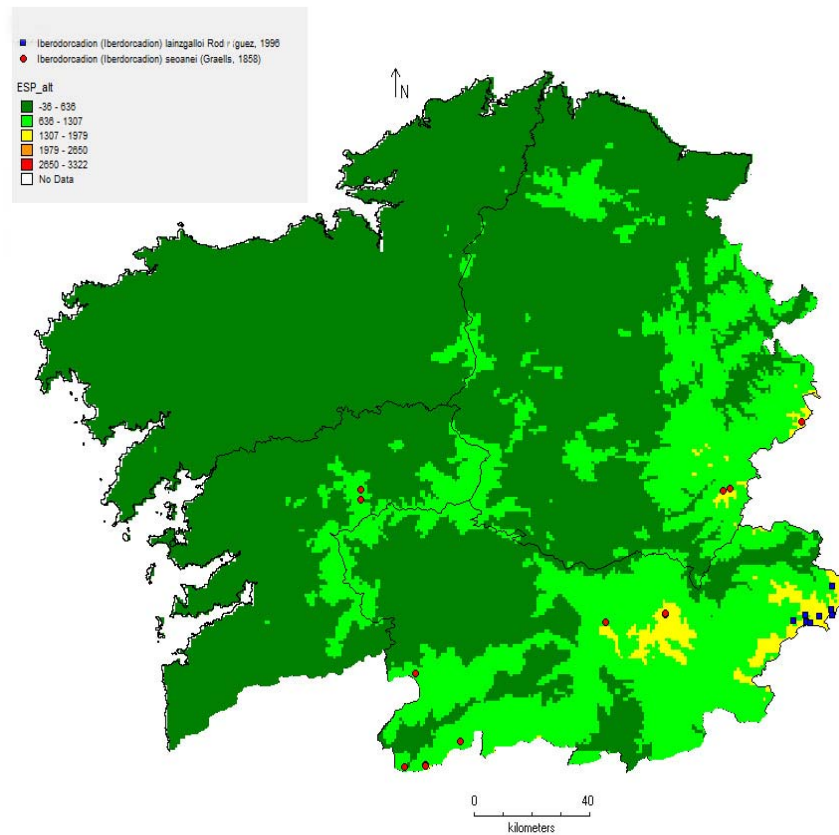 Iberodorcadion (Iberdorcadion) lainzgalloi Rod r íguez, 1996
Iberodorcadion (Iberdorcadion) seoanei (Graells, 1858)
ESP_alt
-36 - 636
636 - 1307
1307 - 1979
1979 - 2650
2650 - 3322
No Data
N
0 40
kilometers